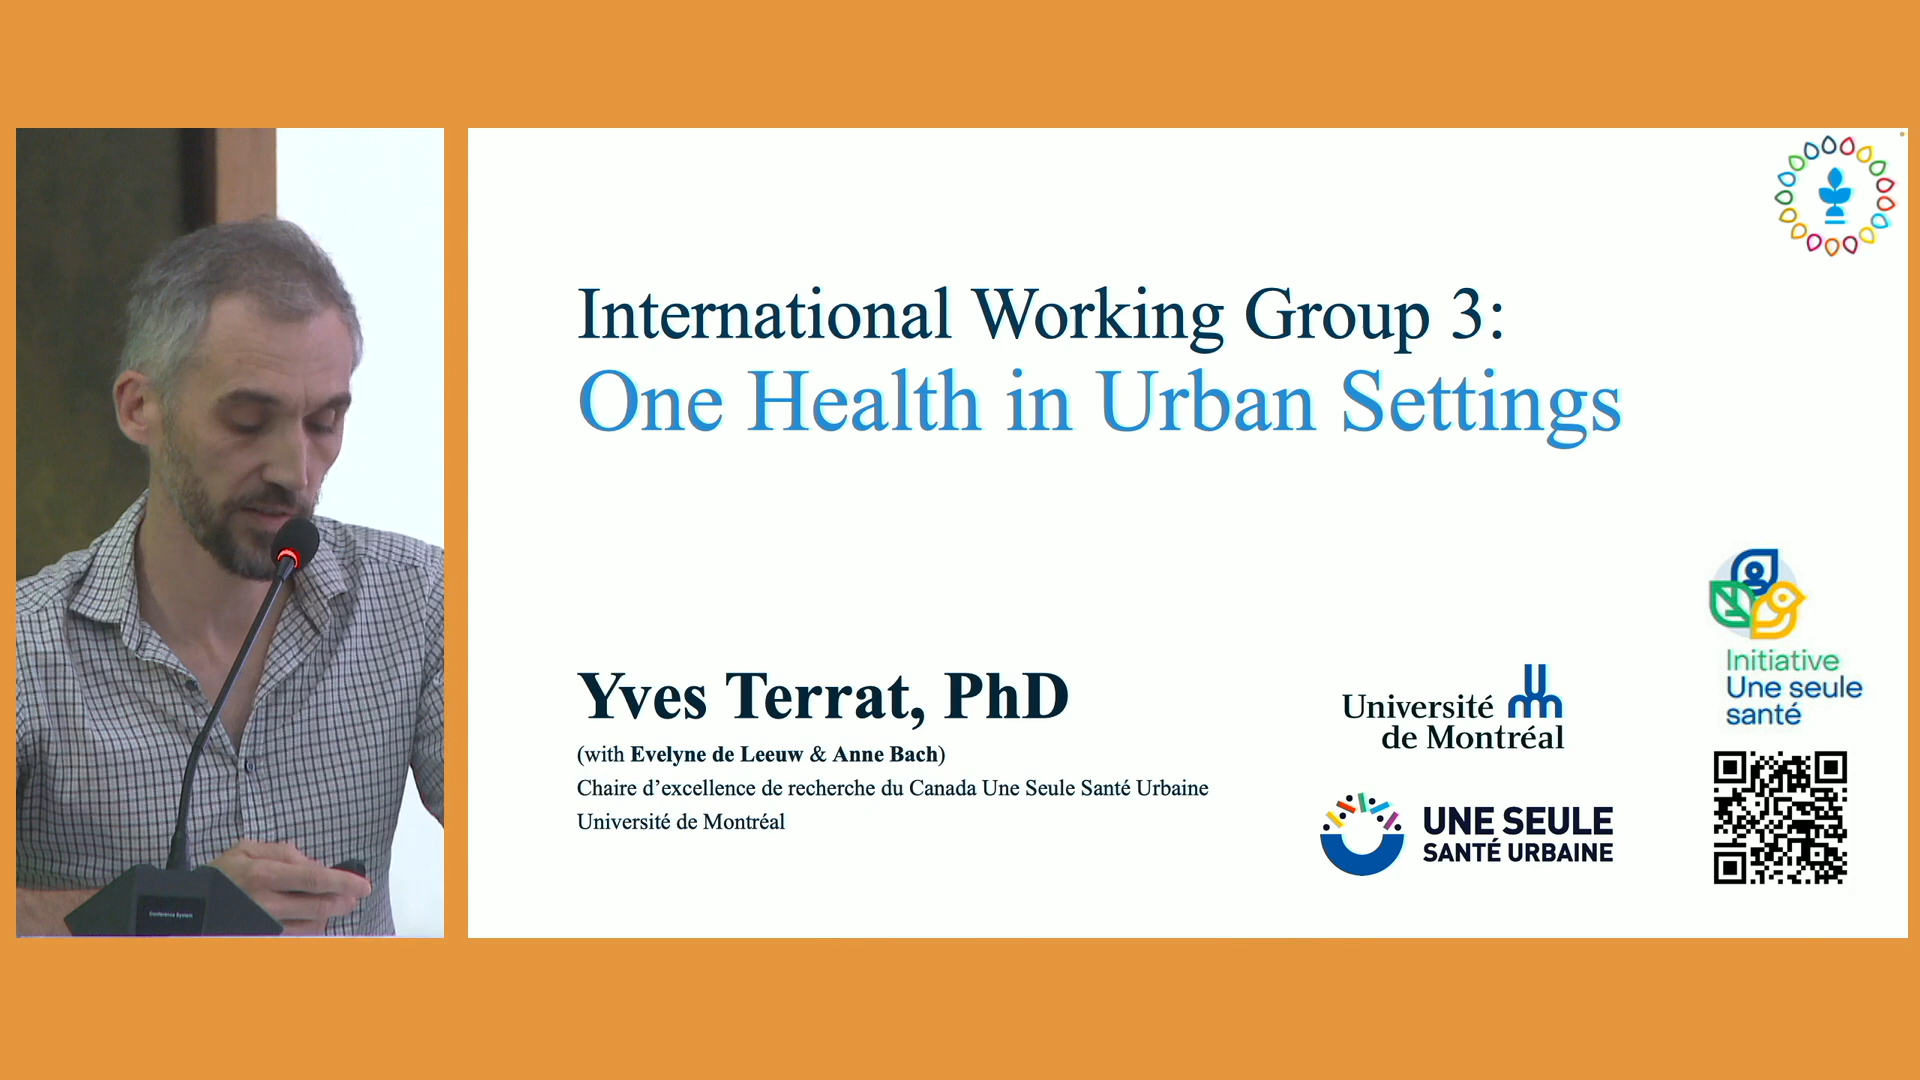 International Working Group 3:
One Health in Urban Settings
Yves Terrat, PhD
(with Evelyne de Leeuw & Anne Bach)
Chaire d’excellence de recherche du Canada Une Seule Santé Urbaine
Université de Montréal
Université
de Montréal
UNE SEULE
SANTÉ URBAINE
Initiative
Une seule
santé
Conference System